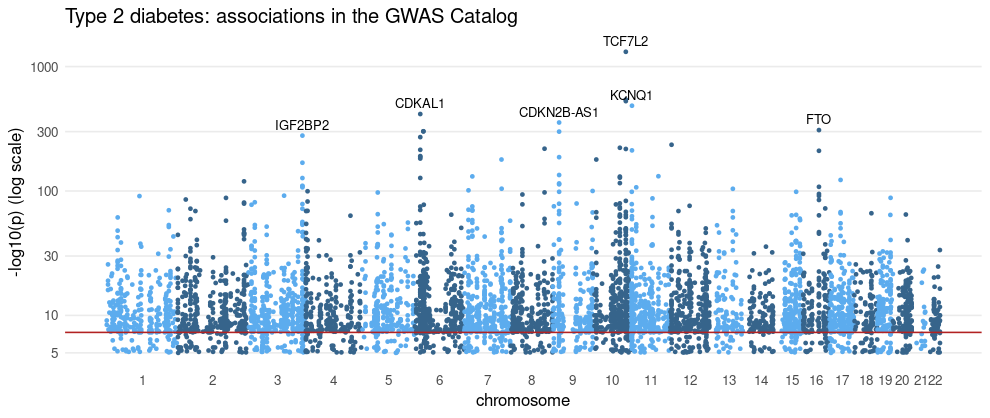 Type 2 diabetes: associations in the GWAS Catalog
TCF7L2
1000
KCNQ1
CDKAL1
CDKN2B-AS1
FTO
IGF2BP2
300
100
30
10
5
-log10(p) (log scale)
1 2 3 4 5 6 7 8 9 10 11 12 13 14 15 16 17 18 19 20 21 22
chromosome